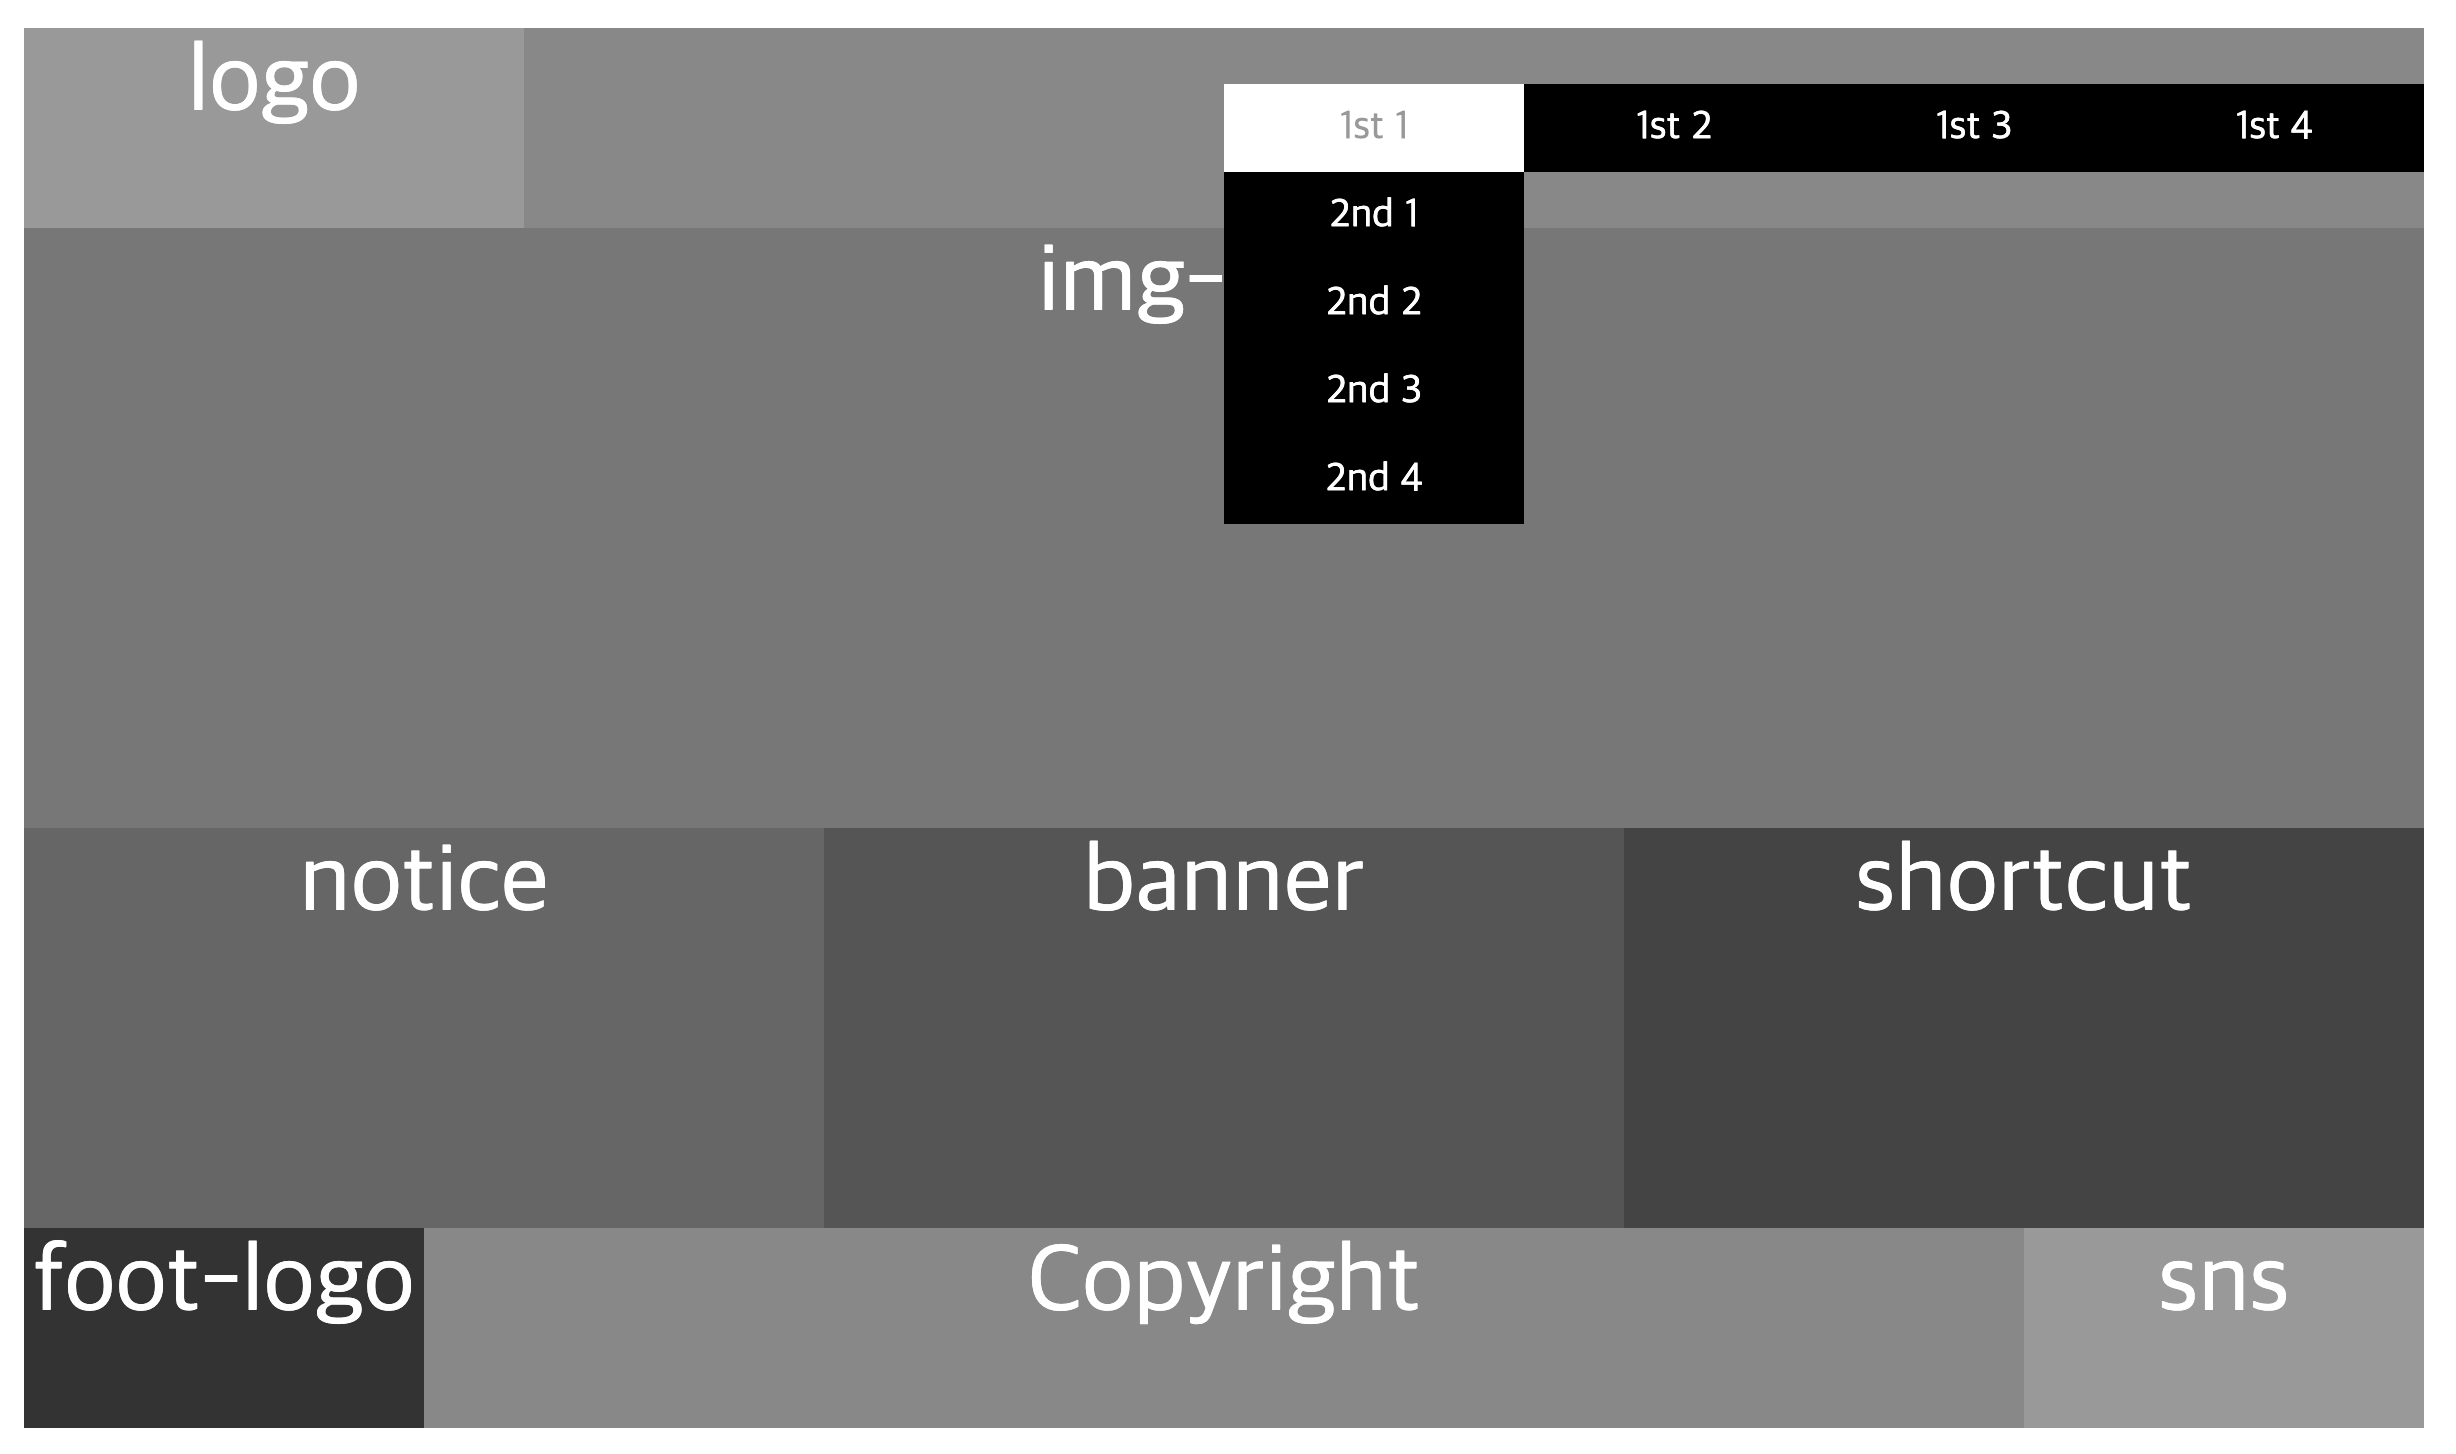 logo
1st 1 1st 2 1st 3 1st 4
2nd 1
img-
2nd 2
2nd 3
2nd 4
notice banner shortcut
foot-logo Copyright sns